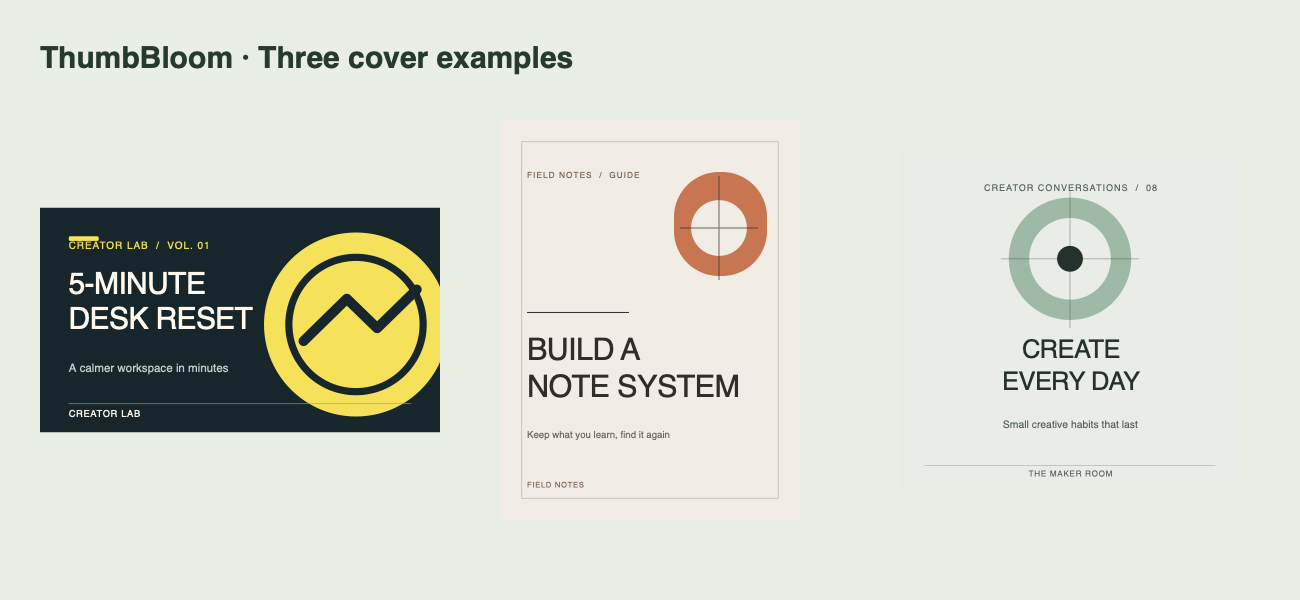 ThumbBloom · Three cover examples
CREATOR LAB / VOL. 01
5-MINUTE
DESK RESET
A calmer workspace in minutes
CREATOR LAB
FIELD NOTES / GUIDE
BUILD A
NOTE SYSTEM
Keep what you learn, find it again
FIELD NOTES
CREATOR CONVERSATIONS / 08
CREATE
EVERY DAY
Small creative habits that last
THE MAKER ROOM